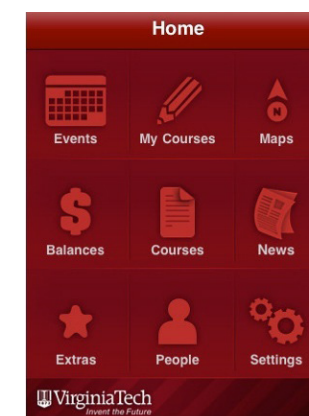 Home
Events My Courses Maps
N
Balances Courses News
Extras People Settings
VirginiaTech
Invent the Future